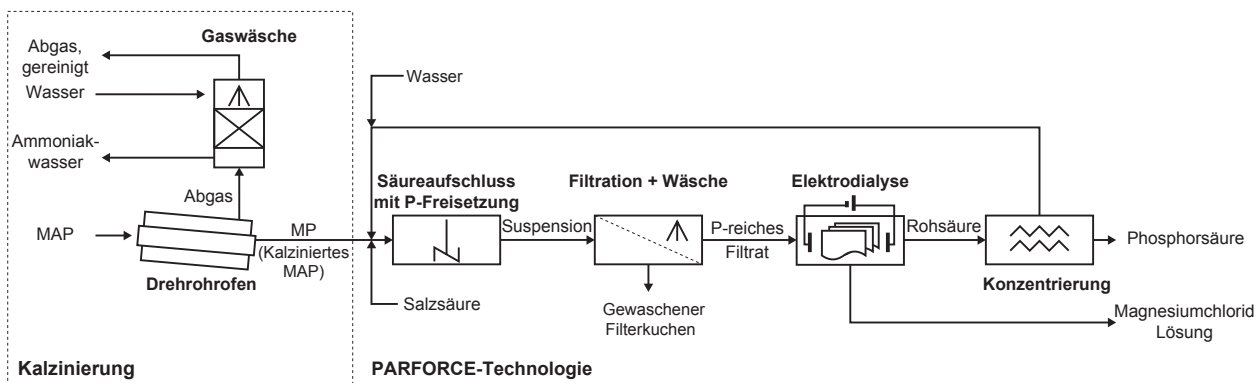 Gaswäsche
Abgas,
gereinigt
Wasser
Ammoniak-
wasser
Abgas
MAP
Drehrohrofen
MP
(Kalziniertes
MAP)
Kalzinierung
Wasser
Säureaufschluss
mit P-Freisetzung
Salzsäure
Suspension
Filtration + Wäsche
Gewaschener
Filterkuchen
P-reiches
Filtrat
Elektrodialyse
Rohsäure
Konzentrierung
Phosphorsäure
Magnesiumchlorid
Lösung
PARFORCE-Technologie